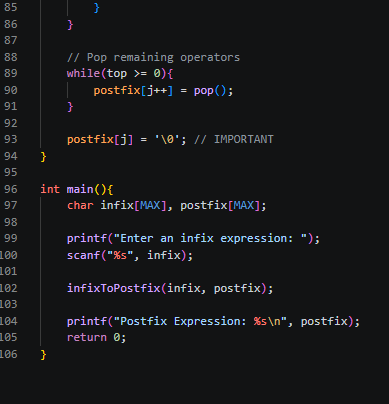 85 }
86 }
87
88 // Pop remaining operators
89 while(top >= 0){
90 postfix[j++] = pop();
91 }
92
93 postfix[j] = '\0'; // IMPORTANT
94 }
95
96 int main(){
97 char infix[MAX], postfix[MAX];
98
99 printf("Enter an infix expression: ");
100 scanf("%s", infix);
101
102 infixToPostfix(infix, postfix);
103
104 printf("Postfix Expression: %s\n", postfix);
105 return 0;
106 }